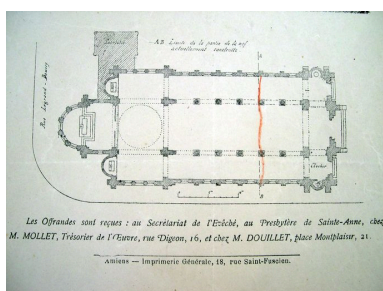 A.B. Limite de la partie de la nef
actuellement construite
A
B
Clocher
Les Offrandes sont reçues : au Secrétariat de l'Evêché, au Presbytère de Sainte-Anne, chez
M. MOLLET, Trésorier de l'Œuvre, rue Digeon, 16, et chez M. DOUILLET, place Montplaisir, 21.
Amiens — Imprimerie Générale, 18, rue Saint-Fuscien.